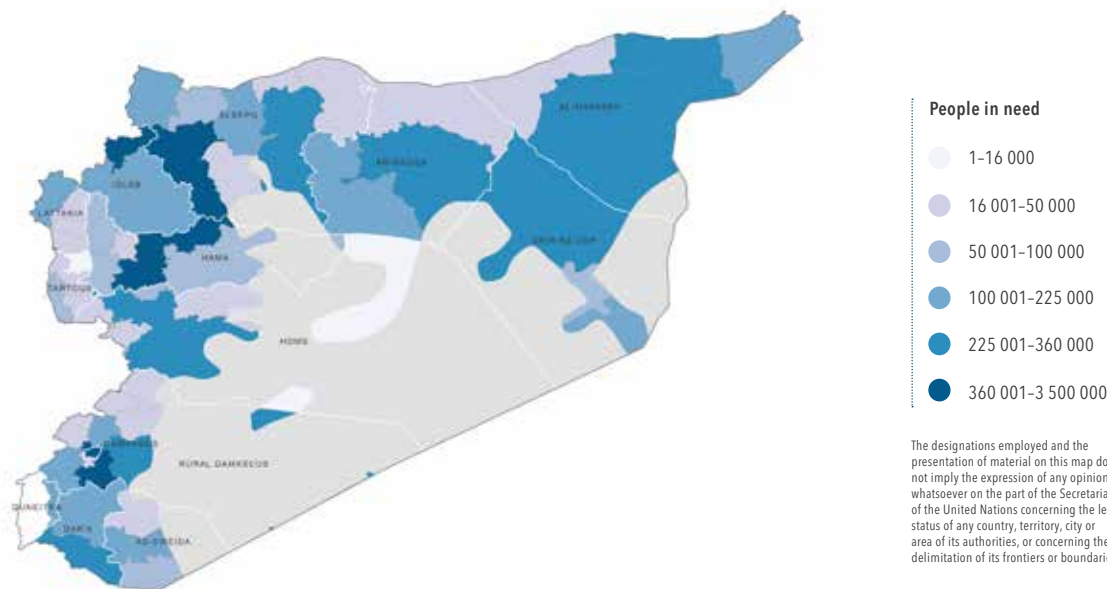 ALEPPO
AL-HASAKEH
AR-RAQQA
IDLEB
LATTAKIA
DEIR-EZ-ZOR
HAMA
TARTOUS
HOMS
DAMASCUS
RURAL DAMASCUS
QUNEITRA
DAR'A
AS-SWEIDA
People in need
1–16 000
16 001–50 000
50 001–100 000
100 001–225 000
225 001–360 000
360 001–3 500 000
The designations employed and the
presentation of material on this map do
not imply the expression of any opinion
whatsoever on the part of the Secretaria
of the United Nations concerning the le
status of any country, territory, city or
area of its authorities, or concerning the
delimitation of its frontiers or boundarie